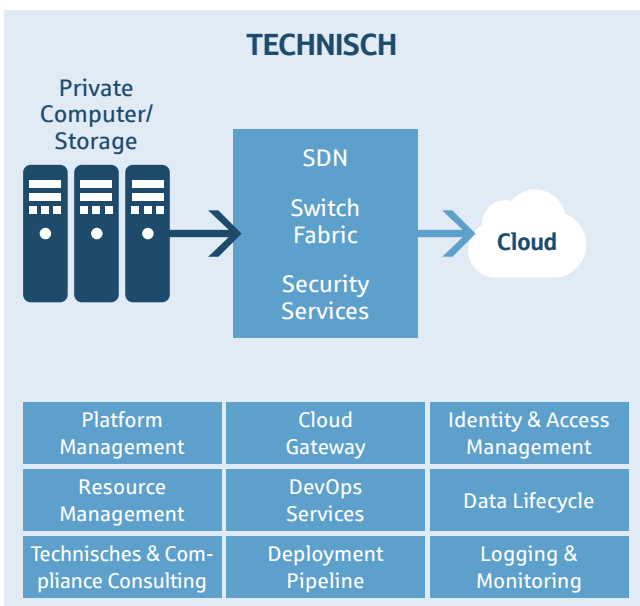 TECHNISCH
Private
Computer/
Storage
SDN
Switch
Fabric
Security
Services
Cloud
Platform
Management
Cloud
Gateway
Identity & Access
Management
Resource
Management
DevOps
Services
Data Lifecycle
Technisches & Com-
pliance Consulting
Deployment
Pipeline
Logging &
Monitoring